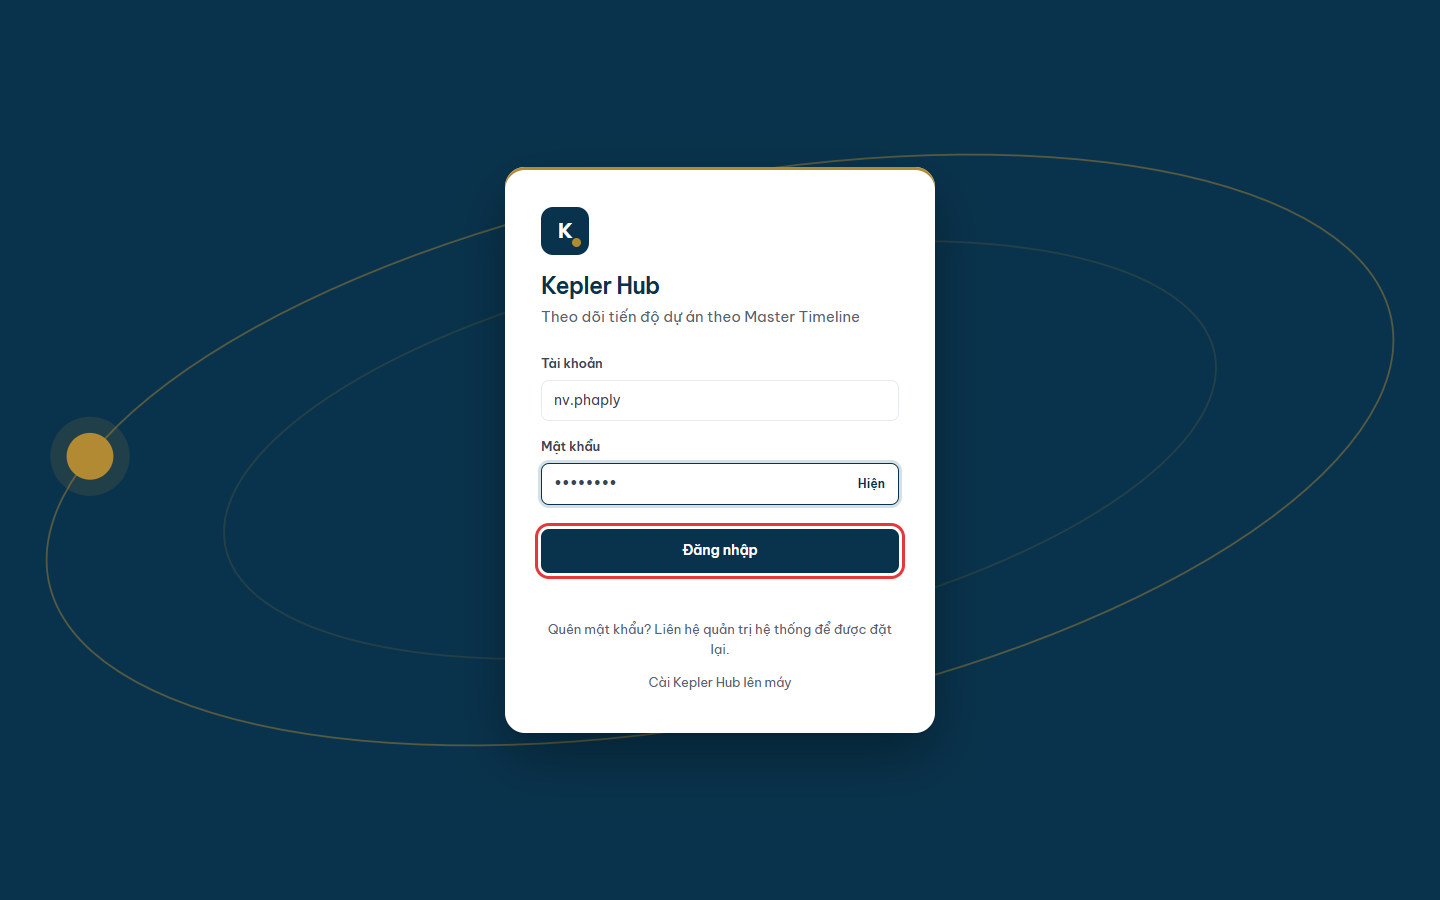 K
Kepler Hub
Theo dõi tiến độ dự án theo Master Timeline
Tài khoản
nv.phaply
Mật khẩu
••••••••
Hiện
Đăng nhập
Quên mật khẩu? Liên hệ quản trị hệ thống để được đặt
lại.
Cài Kepler Hub lên máy